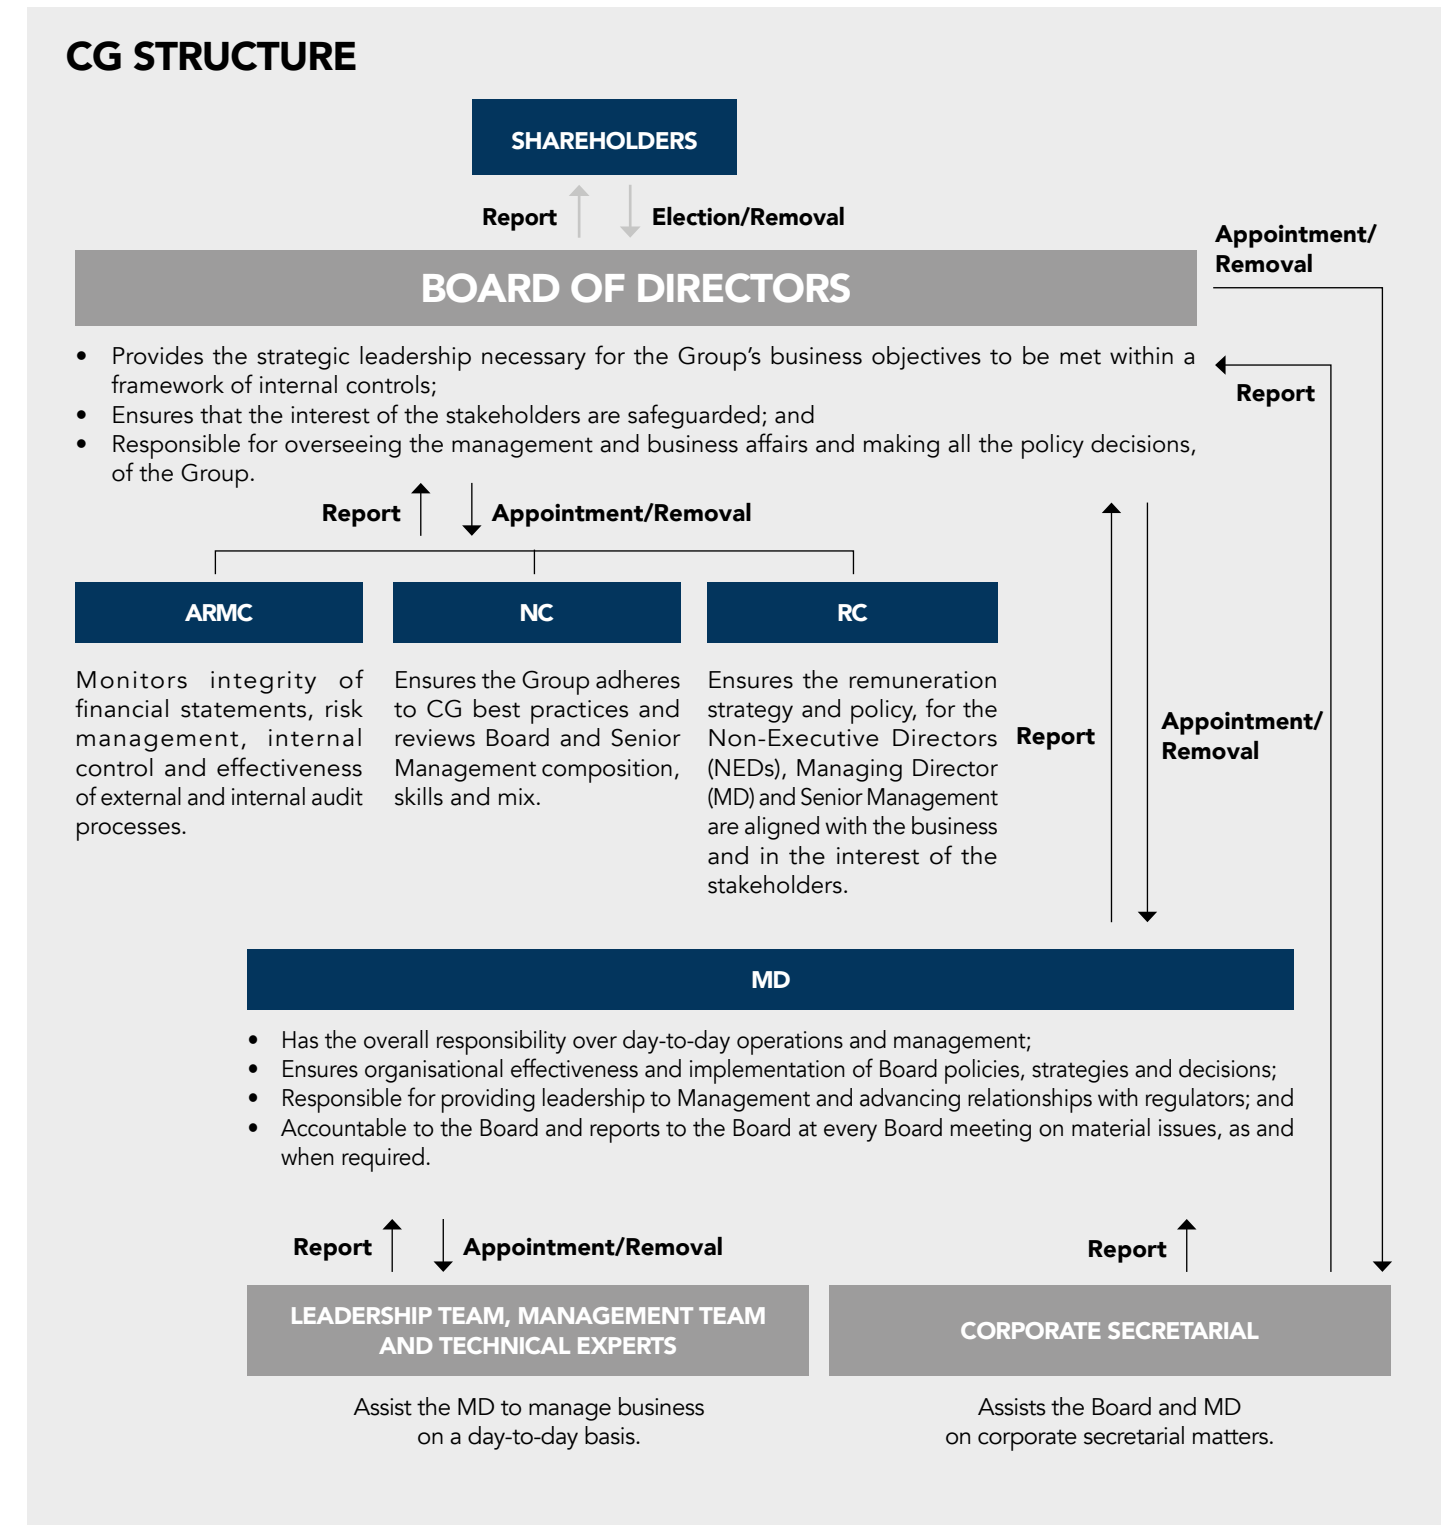 CG STRUCTURE
SHAREHOLDERS
Report
Election/Removal
Appointment/
Removal
BOARD OF DIRECTORS
• Provides the strategic leadership necessary for the Group’s business objectives to be met within a
framework of internal controls;
• Ensures that the interest of the stakeholders are safeguarded; and
• Responsible for overseeing the management and business affairs and making all the policy decisions,
of the Group.
Report
Report
Appointment/Removal
ARMC
Monitors integrity of
financial statements, risk
management, internal
control and effectiveness
of external and internal audit
processes.
NC
Ensures the Group adheres
to CG best practices and
reviews Board and Senior
Management composition,
skills and mix.
RC
Ensures the remuneration
strategy and policy, for the
Non-Executive Directors
(NEDs), Managing Director
(MD) and Senior Management
are aligned with the business
and in the interest of the
stakeholders.
Report
Appointment/
Removal
MD
• Has the overall responsibility over day-to-day operations and management;
• Ensures organisational effectiveness and implementation of Board policies, strategies and decisions;
• Responsible for providing leadership to Management and advancing relationships with regulators; and
• Accountable to the Board and reports to the Board at every Board meeting on material issues, as and
when required.
Report
Appointment/Removal
Report
LEADERSHIP TEAM, MANAGEMENT TEAM
AND TECHNICAL EXPERTS
Assist the MD to manage business
on a day-to-day basis.
CORPORATE SECRETARIAL
Assists the Board and MD
on corporate secretarial matters.